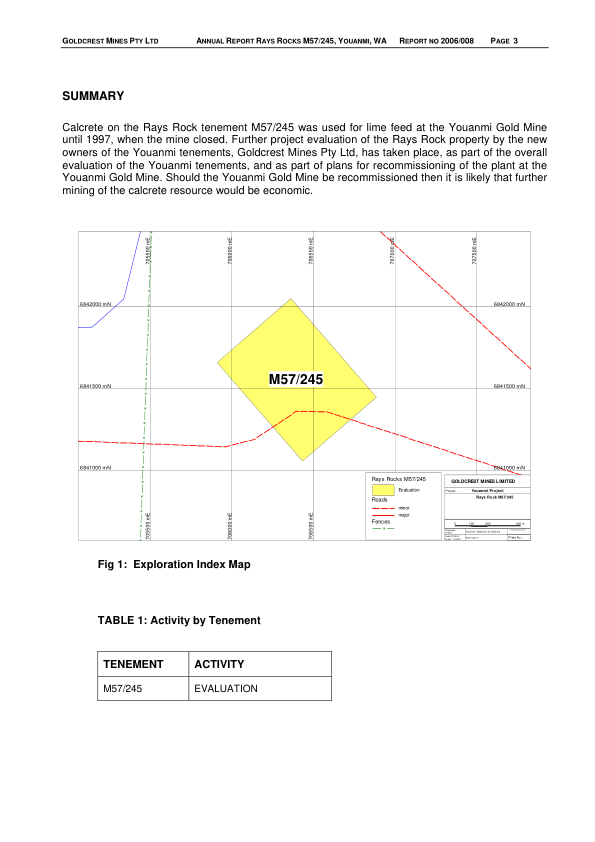 GOLDCREST MINES PTY LTD ANNUAL REPORT RAYS ROCKS M57/245, YOUANMI, WA REPORT NO 2006/008 PAGE 3
SUMMARY
Calcrete on the Rays Rock tenement M57/245 was used for lime feed at the Youanmi Gold Mine
until 1997, when the mine closed. Further project evaluation of the Rays Rock property by the new
owners of the Youanmi tenements, Goldcrest Mines Pty Ltd, has taken place, as part of the overall
evaluation of the Youanmi tenements, and as part of plans for recommissioning of the plant at the
Youanmi Gold Mine. Should the Youanmi Gold Mine be recommissioned then it is likely that further
mining of the calcrete resource would be economic.
705500 mE
706000 mE
706500 mE
707000 mE
707500 mE
6842000 mN
6842000 mN
M57/245
6841500 mN
6841500 mN
6841000 mN
6841000 mN
705500 mE
706000 mE
706500 mE
Rays Rocks M57/245
Evaluation
Roads
minor
major
Fences
GOLDCREST MINES LIMITED
Project: Youanmi Project
Rays Rock M57/245
Fig 1: Exploration Index Map
TABLE 1: Activity by Tenement
TENEMENT ACTIVITY
M57/245 EVALUATION